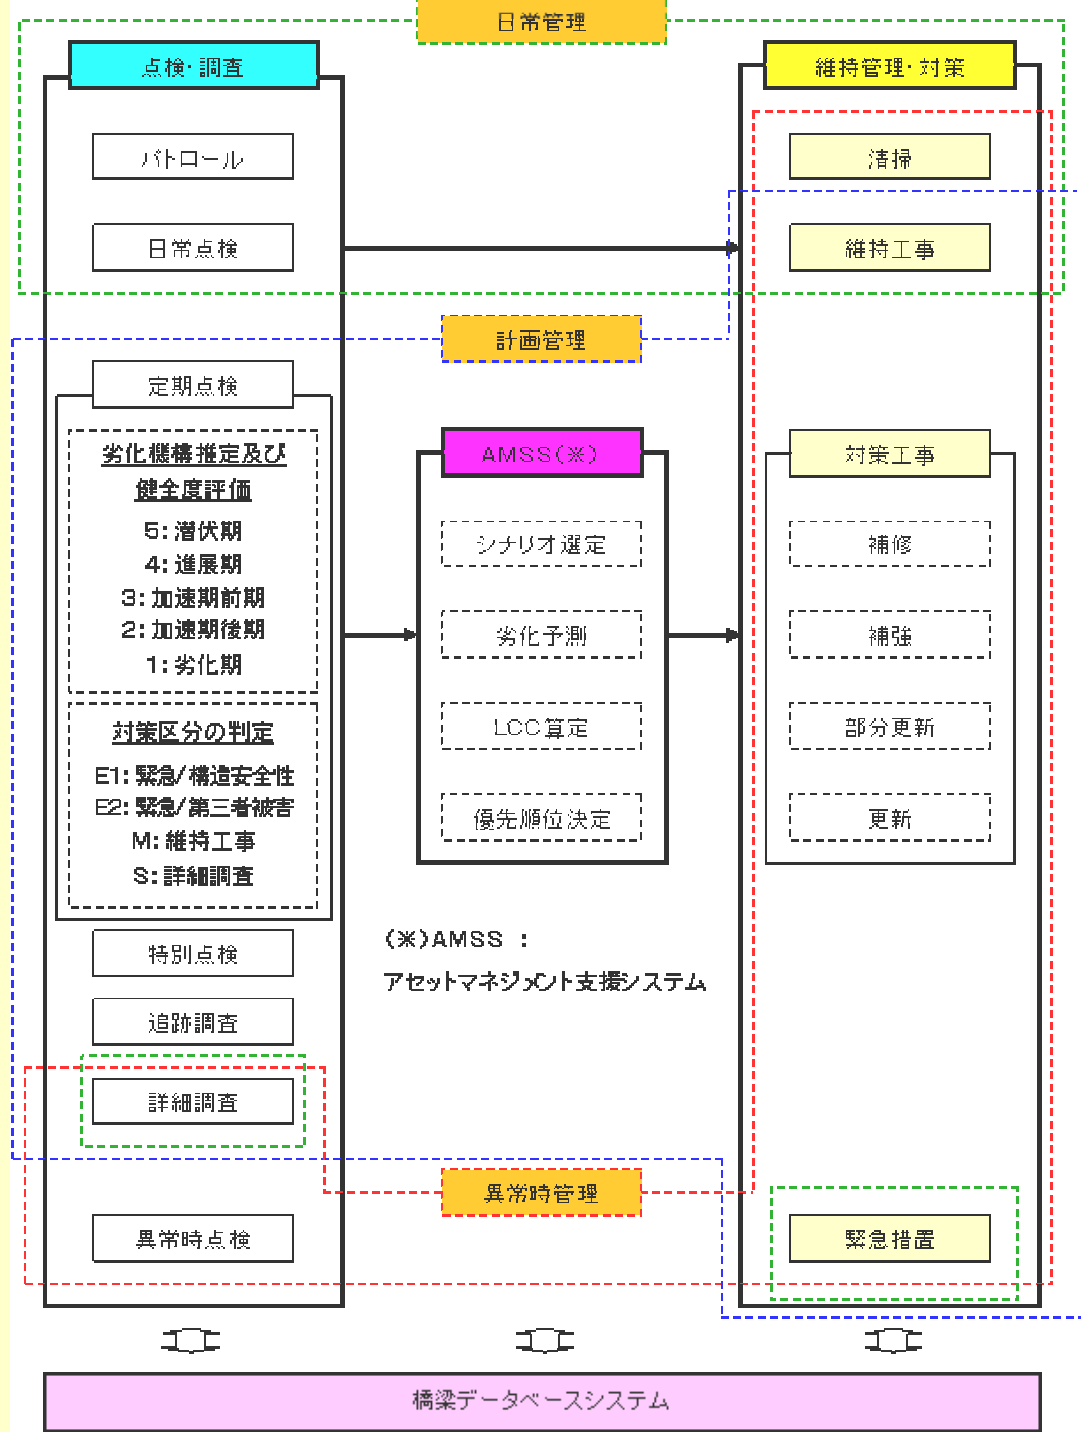 日常管理
点検・調査
維持管理・対策
パトロール
清掃
日常点検
維持工事
計画管理
定期点検
劣化機構推定及び
健全度評価
5:潜伏期
4:進展期
3:加速期前期
2:加速期後期
1:劣化期
対策区分の判定
E1:緊急/構造安全性
E2:緊急/第三者被害
M:維持工事
S:詳細調査
特別点検
追跡調査
詳細調査
異常時点検
AMSS(※)
シナリオ選定
劣化予測
LCC算定
優先順位決定
(※)AMSS :
アセットマネジメント支援システム
対策工事
補修
補強
部分更新
更新
異常時管理
緊急措置
橋梁データベースシステム